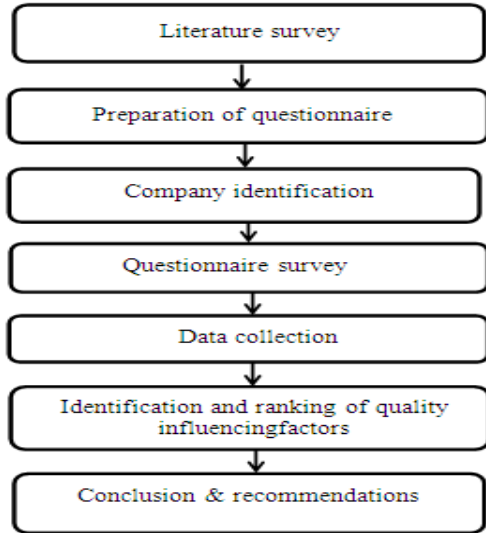 Literature survey
Preparation of questionnaire
Company identification
Questionnaire survey
Data collection
Identification and ranking of quality
influencingfactors
Conclusion & recommendations